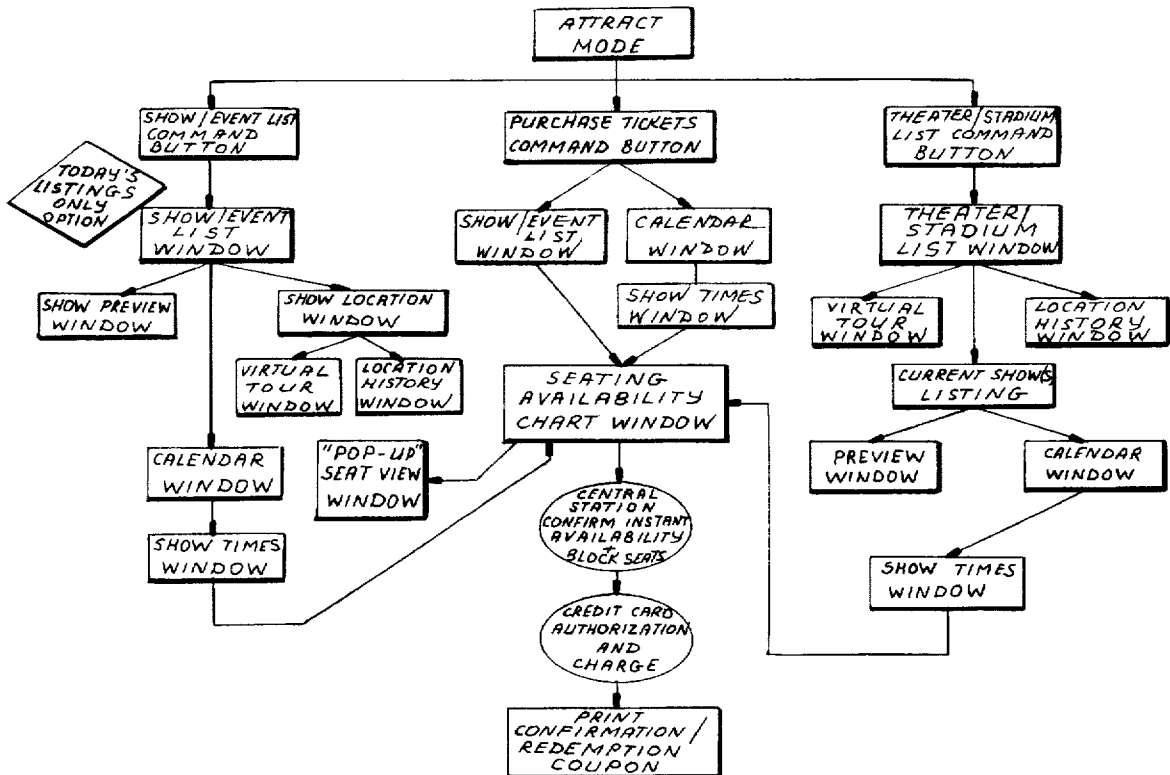 ATTRACT
MODE
SHOW/EVENT LIST
COMMAND
BUTTON
PURCHASE TICKETS
COMMAND BUTTON
THEATER/STADIUM
LIST COMMAND
BUTTON
TODAY'S
LISTINGS
ONLY
OPTION
SHOW/EVENT
LIST
WINDOW
SHOW/EVENT
LIST
WINDOW
CALENDAR
WINDOW
THEATER/
STADIUM
LIST WINDOW
SHOW PREVIEW
WINDOW
SHOW LOCATION
WINDOW
SHOW TIMES
WINDOW
VIRTUAL
TOUR
WINDOW
LOCATION
HISTORY
WINDOW
VIRTUAL
TOUR
WINDOW
LOCATION
HISTORY
WINDOW
SEATING
AVAILABILITY
CHART WINDOW
CURRENT SHOW(S)
LISTING
CALENDAR
WINDOW
"POP-UP"
SEAT VIEW
WINDOW
PREVIEW
WINDOW
CALENDAR
WINDOW
CENTRAL
STATION
CONFIRM INSTANT
AVAILABILITY
+
BLOCK SEATS
SHOW TIMES
WINDOW
SHOW TIMES
WINDOW
CREDIT CARD
AUTHORIZATION
AND
CHARGE
PRINT
CONFIRMATION/
REDEMPTION
COUPON